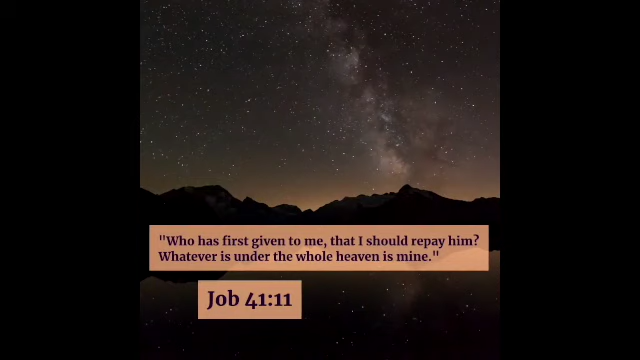 "Who has first given to me, that I should repay him?
Whatever is under the whole heaven is mine."
Job 41:11